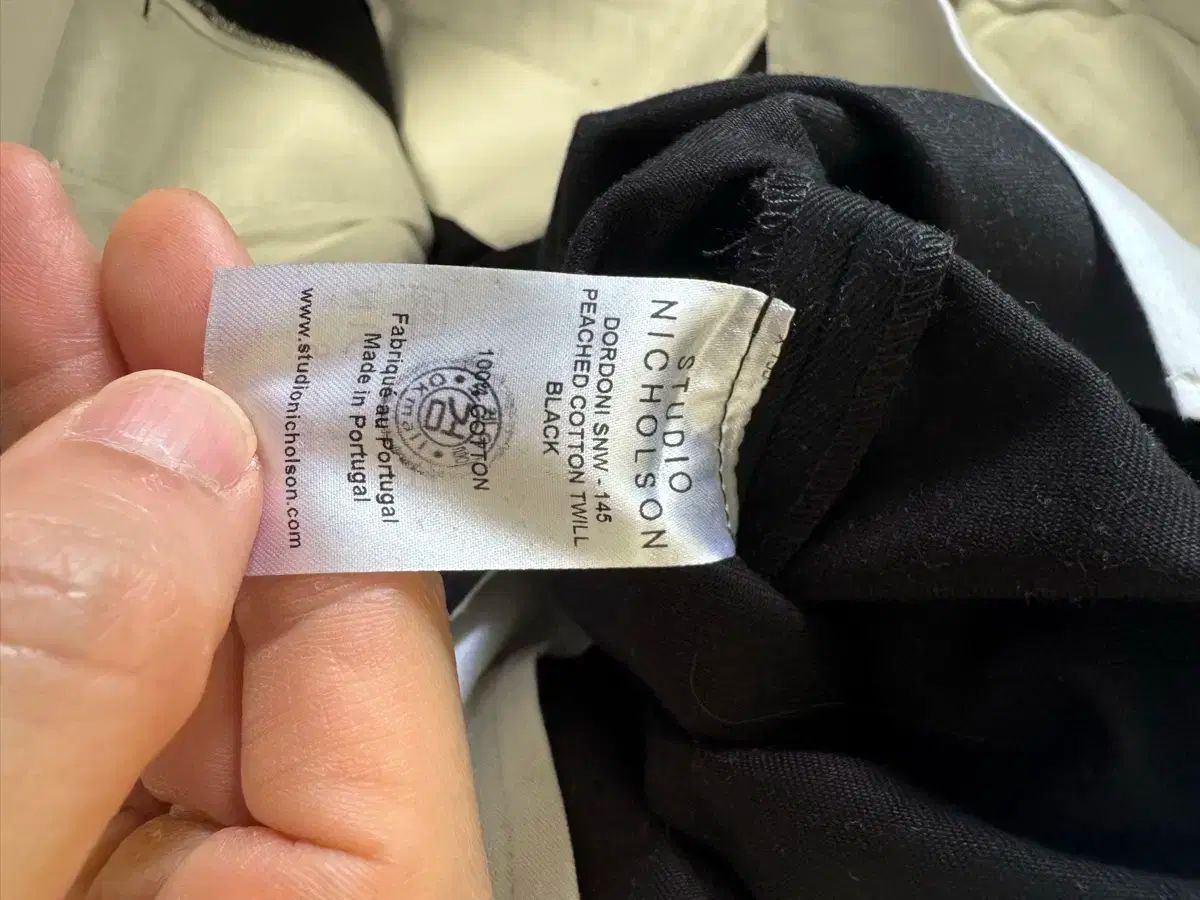 STUDIO
NICHOLSON
DORDONI SNW - 145
PEACHED COTTON TWILL
BLACK
100% COTTON
Fabriqué au Portugal
Made in Portugal
www.studionicholson.com